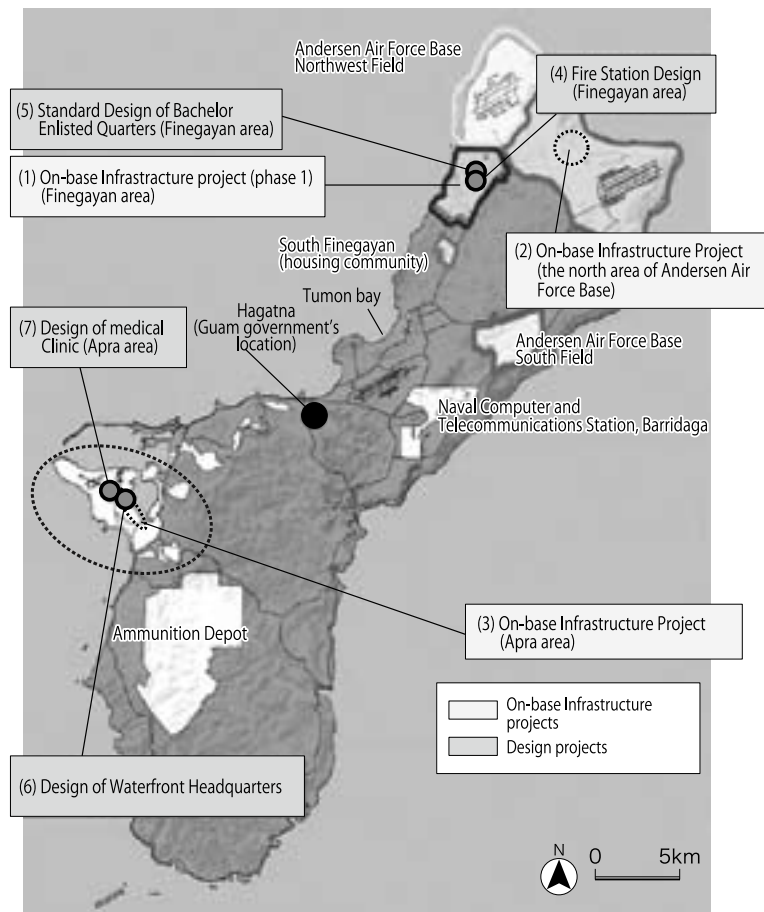 Andersen Air Force Base
Northwest Field
(4) Fire Station Design
(Finegayan area)
(5) Standard Design of Bachelor
Enlisted Quarters (Finegayan area)
(1) On-base Infrastracture project (phase 1)
(Finegayan area)
South Finegayan
(housing community)
(2) On-base Infrastructure Project
(the north area of Andersen Air
Force Base)
Tumon bay
Hagatna
(Guam government's
location)
(7) Design of medical
Clinic (Apra area)
Andersen Air Force Base
South Field
Naval Computer and
Telecommunications Station, Barridaga
(3) On-base Infrastructure Project
(Apra area)
Ammunition Depot
On-base Infrastructure
projects
Design projects
(6) Design of Waterfront Headquarters
N
0 5km